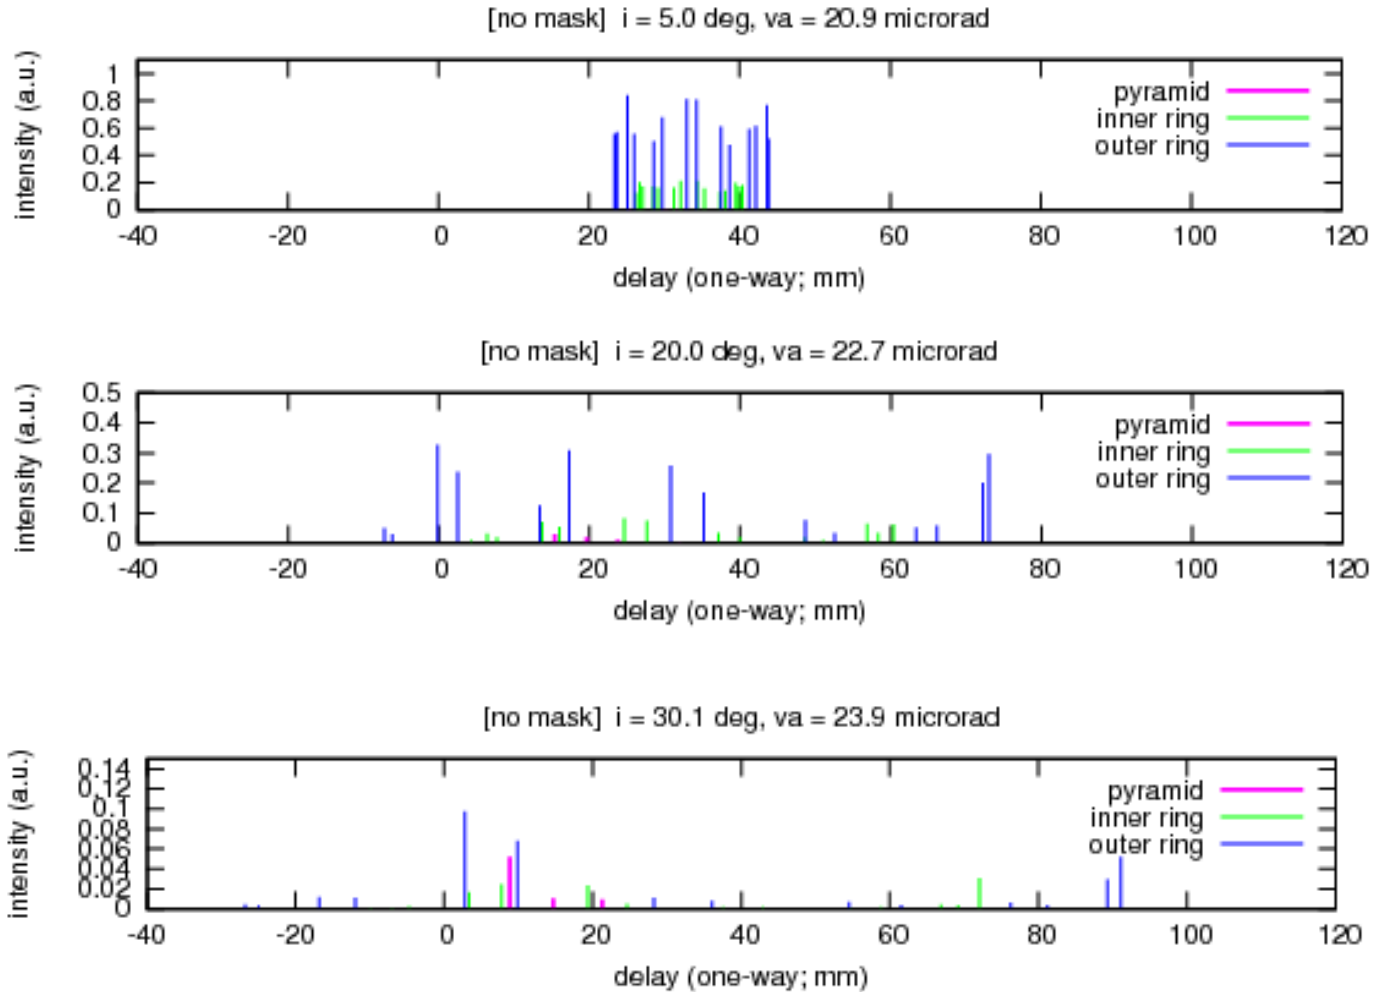 [no mask] i = 5.0 deg, va = 20.9 microrad
intensity (a.u.)
1
0.8
0.6
0.4
0.2
0
pyramid
inner ring
outer ring
-40 -20 0 20 40 60 80 100 120
delay (one-way; mm)
[no mask] i = 20.0 deg, va = 22.7 microrad
intensity (a.u.)
0.5
0.4
0.3
0.2
0.1
0
pyramid
inner ring
outer ring
-40 -20 0 20 40 60 80 100 120
delay (one-way; mm)
[no mask] i = 30.1 deg, va = 23.9 microrad
intensity (a.u.)
0.14
0.12
0.1
0.08
0.06
0.04
0.02
0
pyramid
inner ring
outer ring
-40 -20 0 20 40 60 80 100 120
delay (one-way; mm)